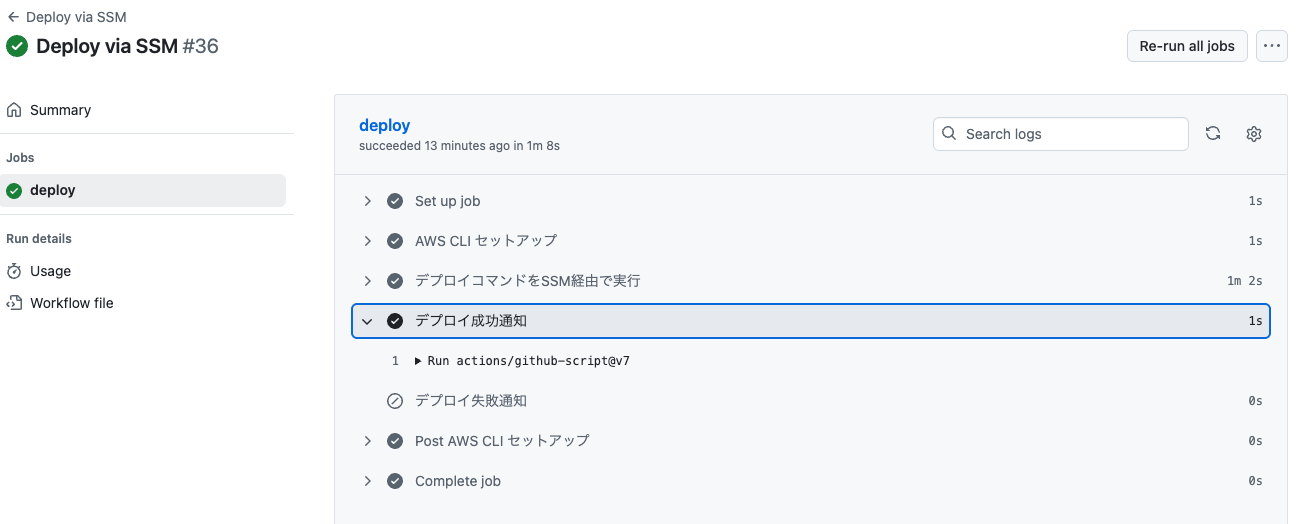 Deploy via SSM
Deploy via SSM #36
Re-run all jobs
Summary
Jobs
deploy
Run details
Usage
Workflow file
deploy
succeeded 13 minutes ago in 1m 8s
Search logs
Set up job 1s
AWS CLI セットアップ 1s
デプロイコマンドをSSM経由で実行 1m 2s
デプロイ成功通知 1s
1 Run actions/github-script@v7
デプロイ失敗通知 0s
Post AWS CLI セットアップ 0s
Complete job 0s